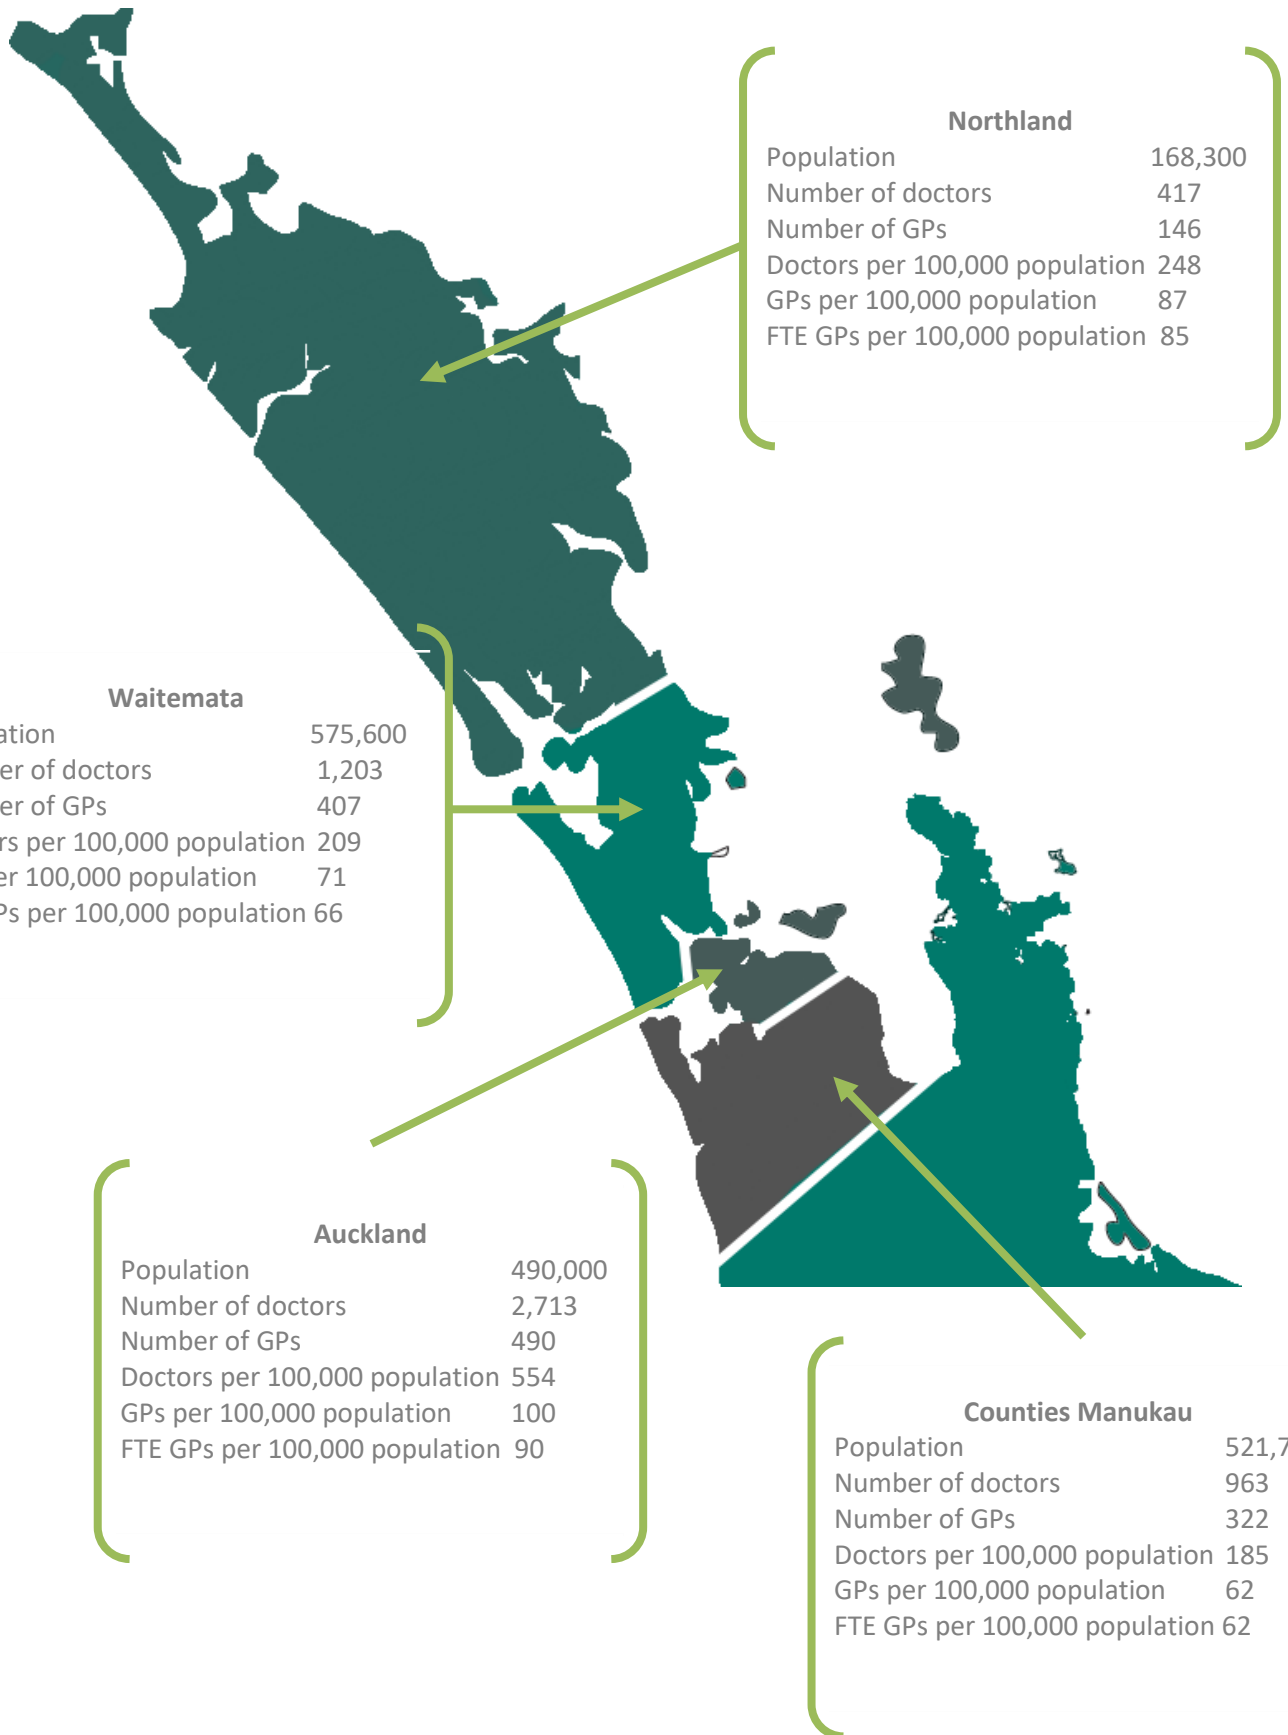 Northland
Population 168,300
Number of doctors 417
Number of GPs 146
Doctors per 100,000 population 248
GPs per 100,000 population 87
FTE GPs per 100,000 population 85
Waitemata
ation 575,600
er of doctors 1,203
er of GPs 407
rs per 100,000 population 209
er 100,000 population 71
Ps per 100,000 population 66
Auckland
Population 490,000
Number of doctors 2,713
Number of GPs 490
Doctors per 100,000 population 554
GPs per 100,000 population 100
FTE GPs per 100,000 population 90
Counties Manukau
Population 521,7
Number of doctors 963
Number of GPs 322
Doctors per 100,000 population 185
GPs per 100,000 population 62
FTE GPs per 100,000 population 62